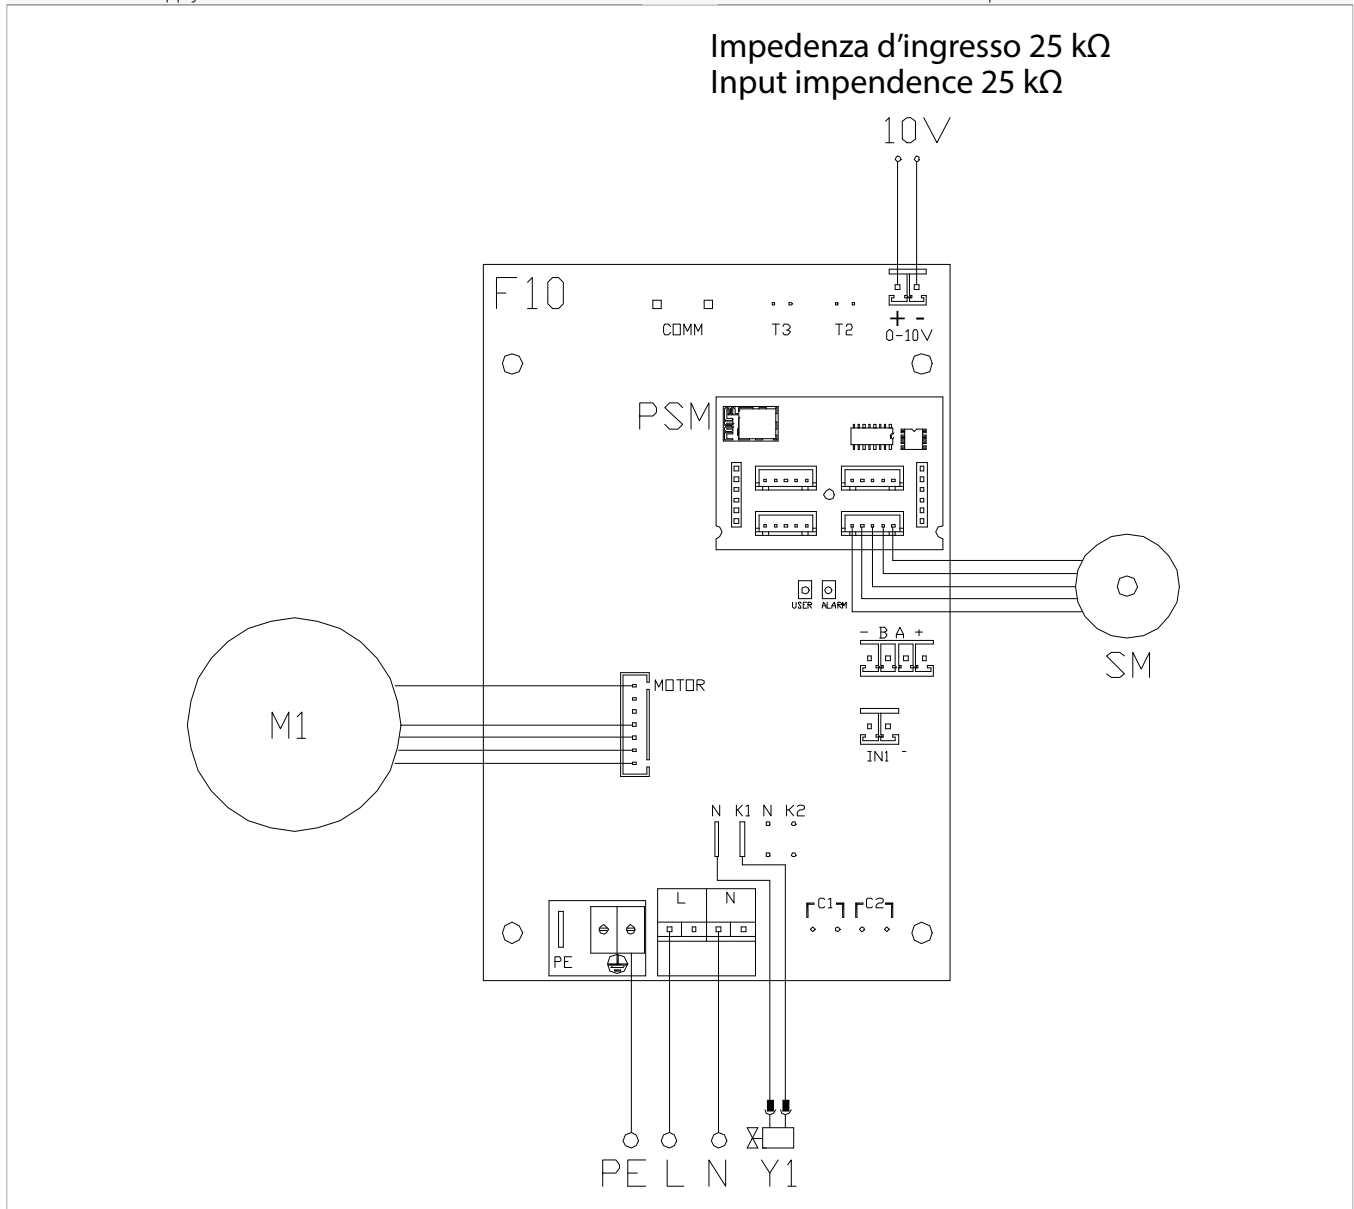 Impedenza d’ingresso 25 kΩ
Input impendence 25 kΩ
10V
F10
COMM T3 T2
+ -
0-10V
PSM
USER ALARM
- B A +
SM
MOTOR
M1
IN1 -
N K1 N K2
L N
C1 C2
PE
PE L N Y1